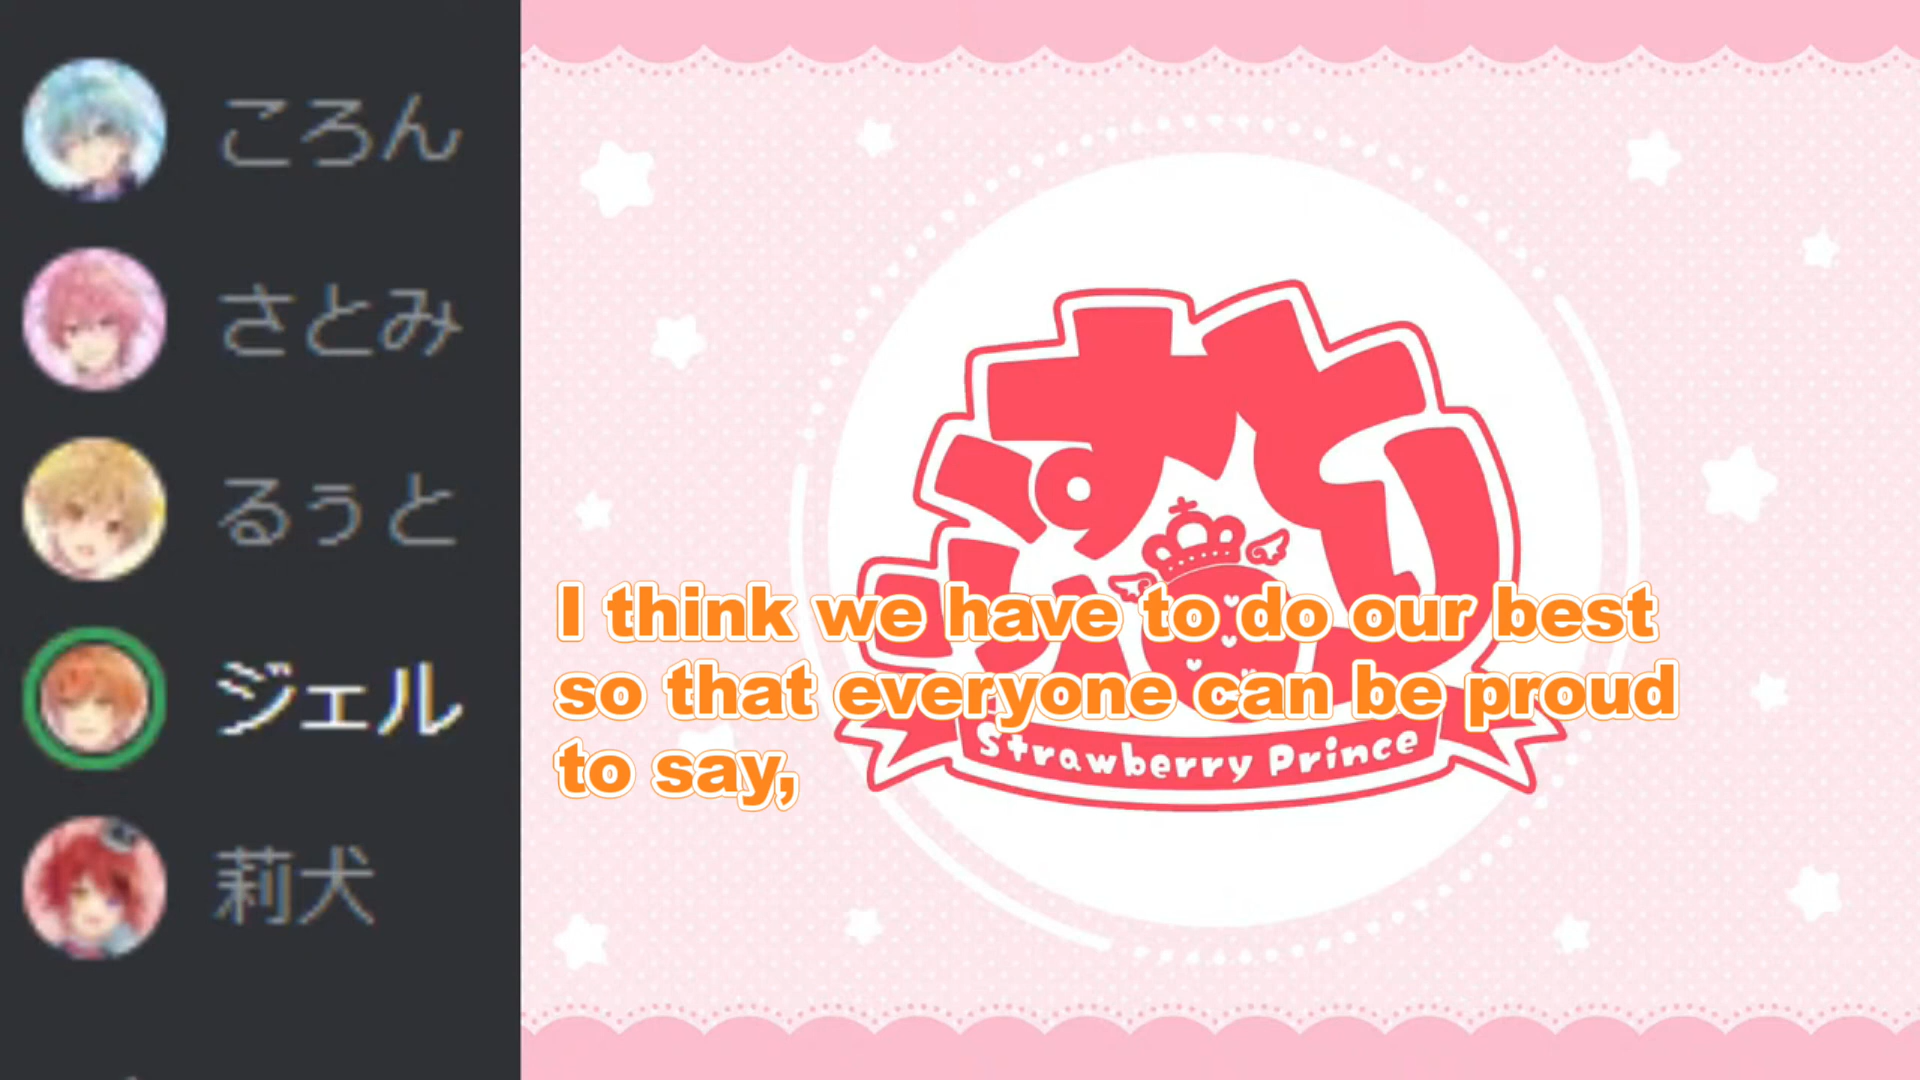 ころん
さとみ
るぅと
ジェル
莉犬
すとぷり
I think we have to do our best
so that everyone can be proud
to say,
Strawberry Prince